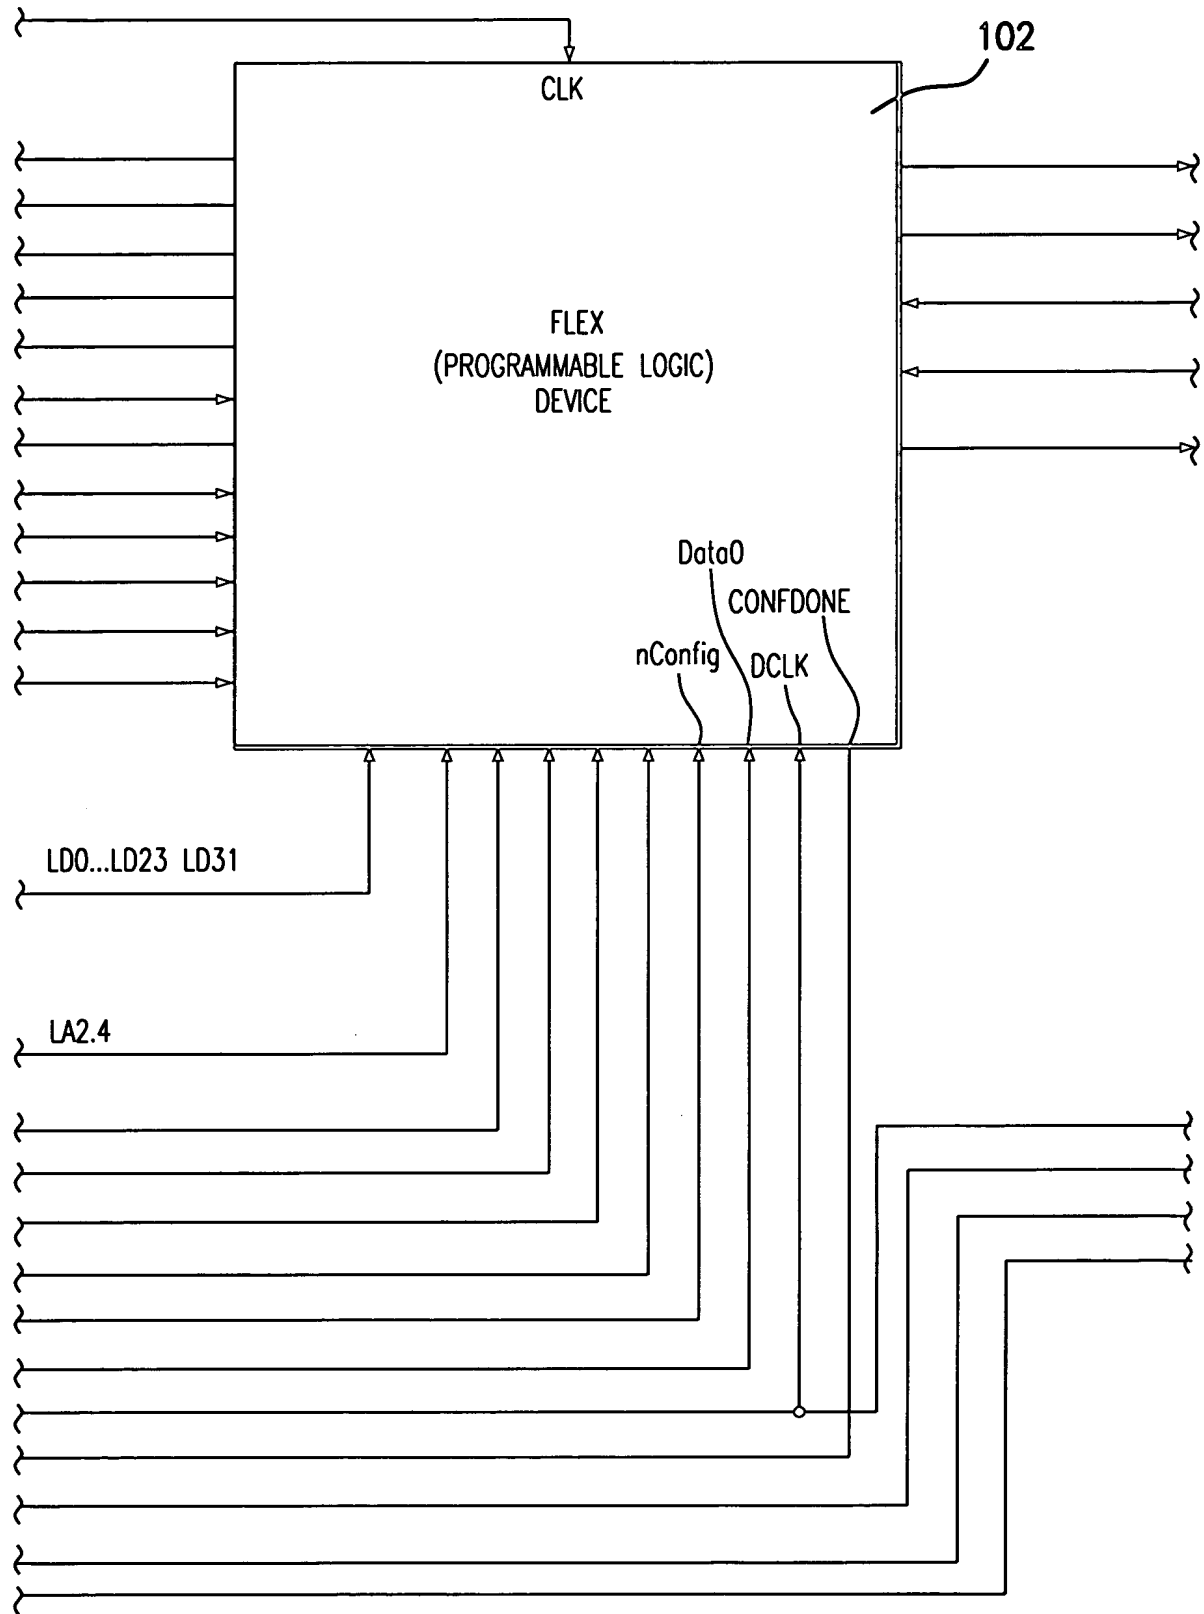 102
CLK
FLEX
(PROGRAMMABLE LOGIC)
DEVICE
Data0
CONFDONE
nConfig
DCLK
LD0...LD23 LD31
LA2.4